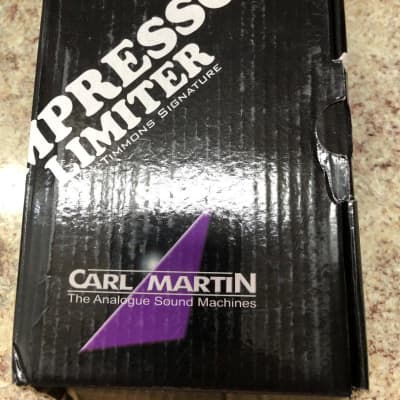 MPRESSO
LIMITER
TIMMONS SIGNATURE
CARL MARTIN
The Analogue Sound Machines